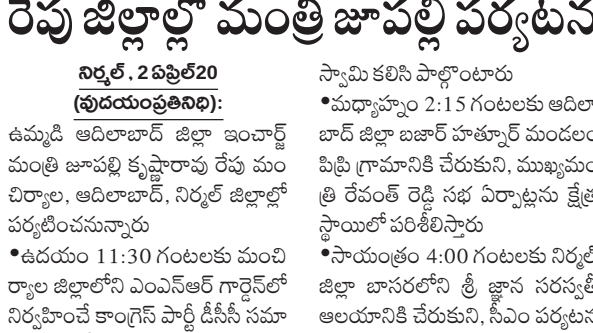 రేపు జిల్లాల్లో మంత్రి జూపల్లి పర్యటన
నిర్మల్ , 2 ఏప్రిల్20
(వుదయంప్రతినిధి):
ఉమ్మడి ఆదిలాబాద్ జిల్లా ఇంచార్జ్
మంత్రి జూపల్లి కృష్ణారావు రేపు మం
చిర్యాల, ఆదిలాబాద్, నిర్మల్ జిల్లాల్లో
పర్యటించనున్నారు
•ఉదయం 11:30 గంటలకు మంచి
ర్యాల జిల్లాలోని ఎంఎన్ఆర్ గార్డెన్‌లో
నిర్వహించే కాంగ్రెస్ పార్టీ డీసీసీ సమా
స్వామి కలిసి పాల్గొంటారు
•మధ్యాహ్నం 2:15 గంటలకు ఆదిలా
బాద్ జిల్లా బజార్ హత్నూర్ మండలం
పిప్రి గ్రామానికి చేరుకుని, ముఖ్యమం
త్రి రేవంత్ రెడ్డి సభ ఏర్పాట్లను క్షేత్ర
స్థాయిలో పరిశీలిస్తారు
•సాయంత్రం 4:00 గంటలకు నిర్మల్
జిల్లా బాసరలోని శ్రీ జ్ఞాన సరస్వతీ
ఆలయానికి చేరుకుని, సీఎం పర్యటన